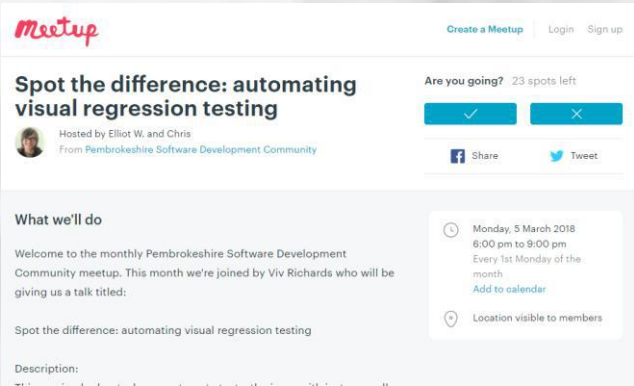 Meetup
Create a Meetup Login Sign up
Spot the difference: automating
visual regression testing
Hosted by Elliot W. and Chris
From Pembrokeshire Software Development Community
Are you going? 23 spots left
Share Tweet
What we'll do
Welcome to the monthly Pembrokeshire Software Development
Community meetup. This month we're joined by Viv Richards who will be
giving us a talk titled:
Spot the difference: automating visual regression testing
Description:
Monday, 5 March 2018
6:00 pm to 9:00 pm
Every 1st Monday of the
month
Add to calendar
Location visible to members